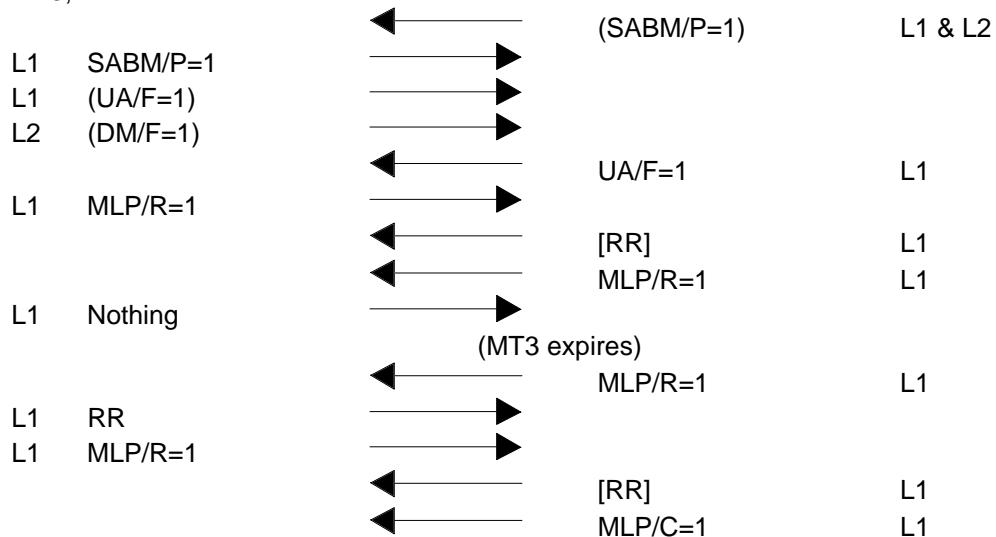 (SABM/P=1) L1 & L2
L1 SABM/P=1
L1 (UA/F=1)
L2 (DM/F=1)
UA/F=1 L1
L1 MLP/R=1
[RR] L1
MLP/R=1 L1
L1 Nothing
(MT3 expires)
MLP/R=1 L1
L1 RR
L1 MLP/R=1
[RR] L1
MLP/C=1 L1